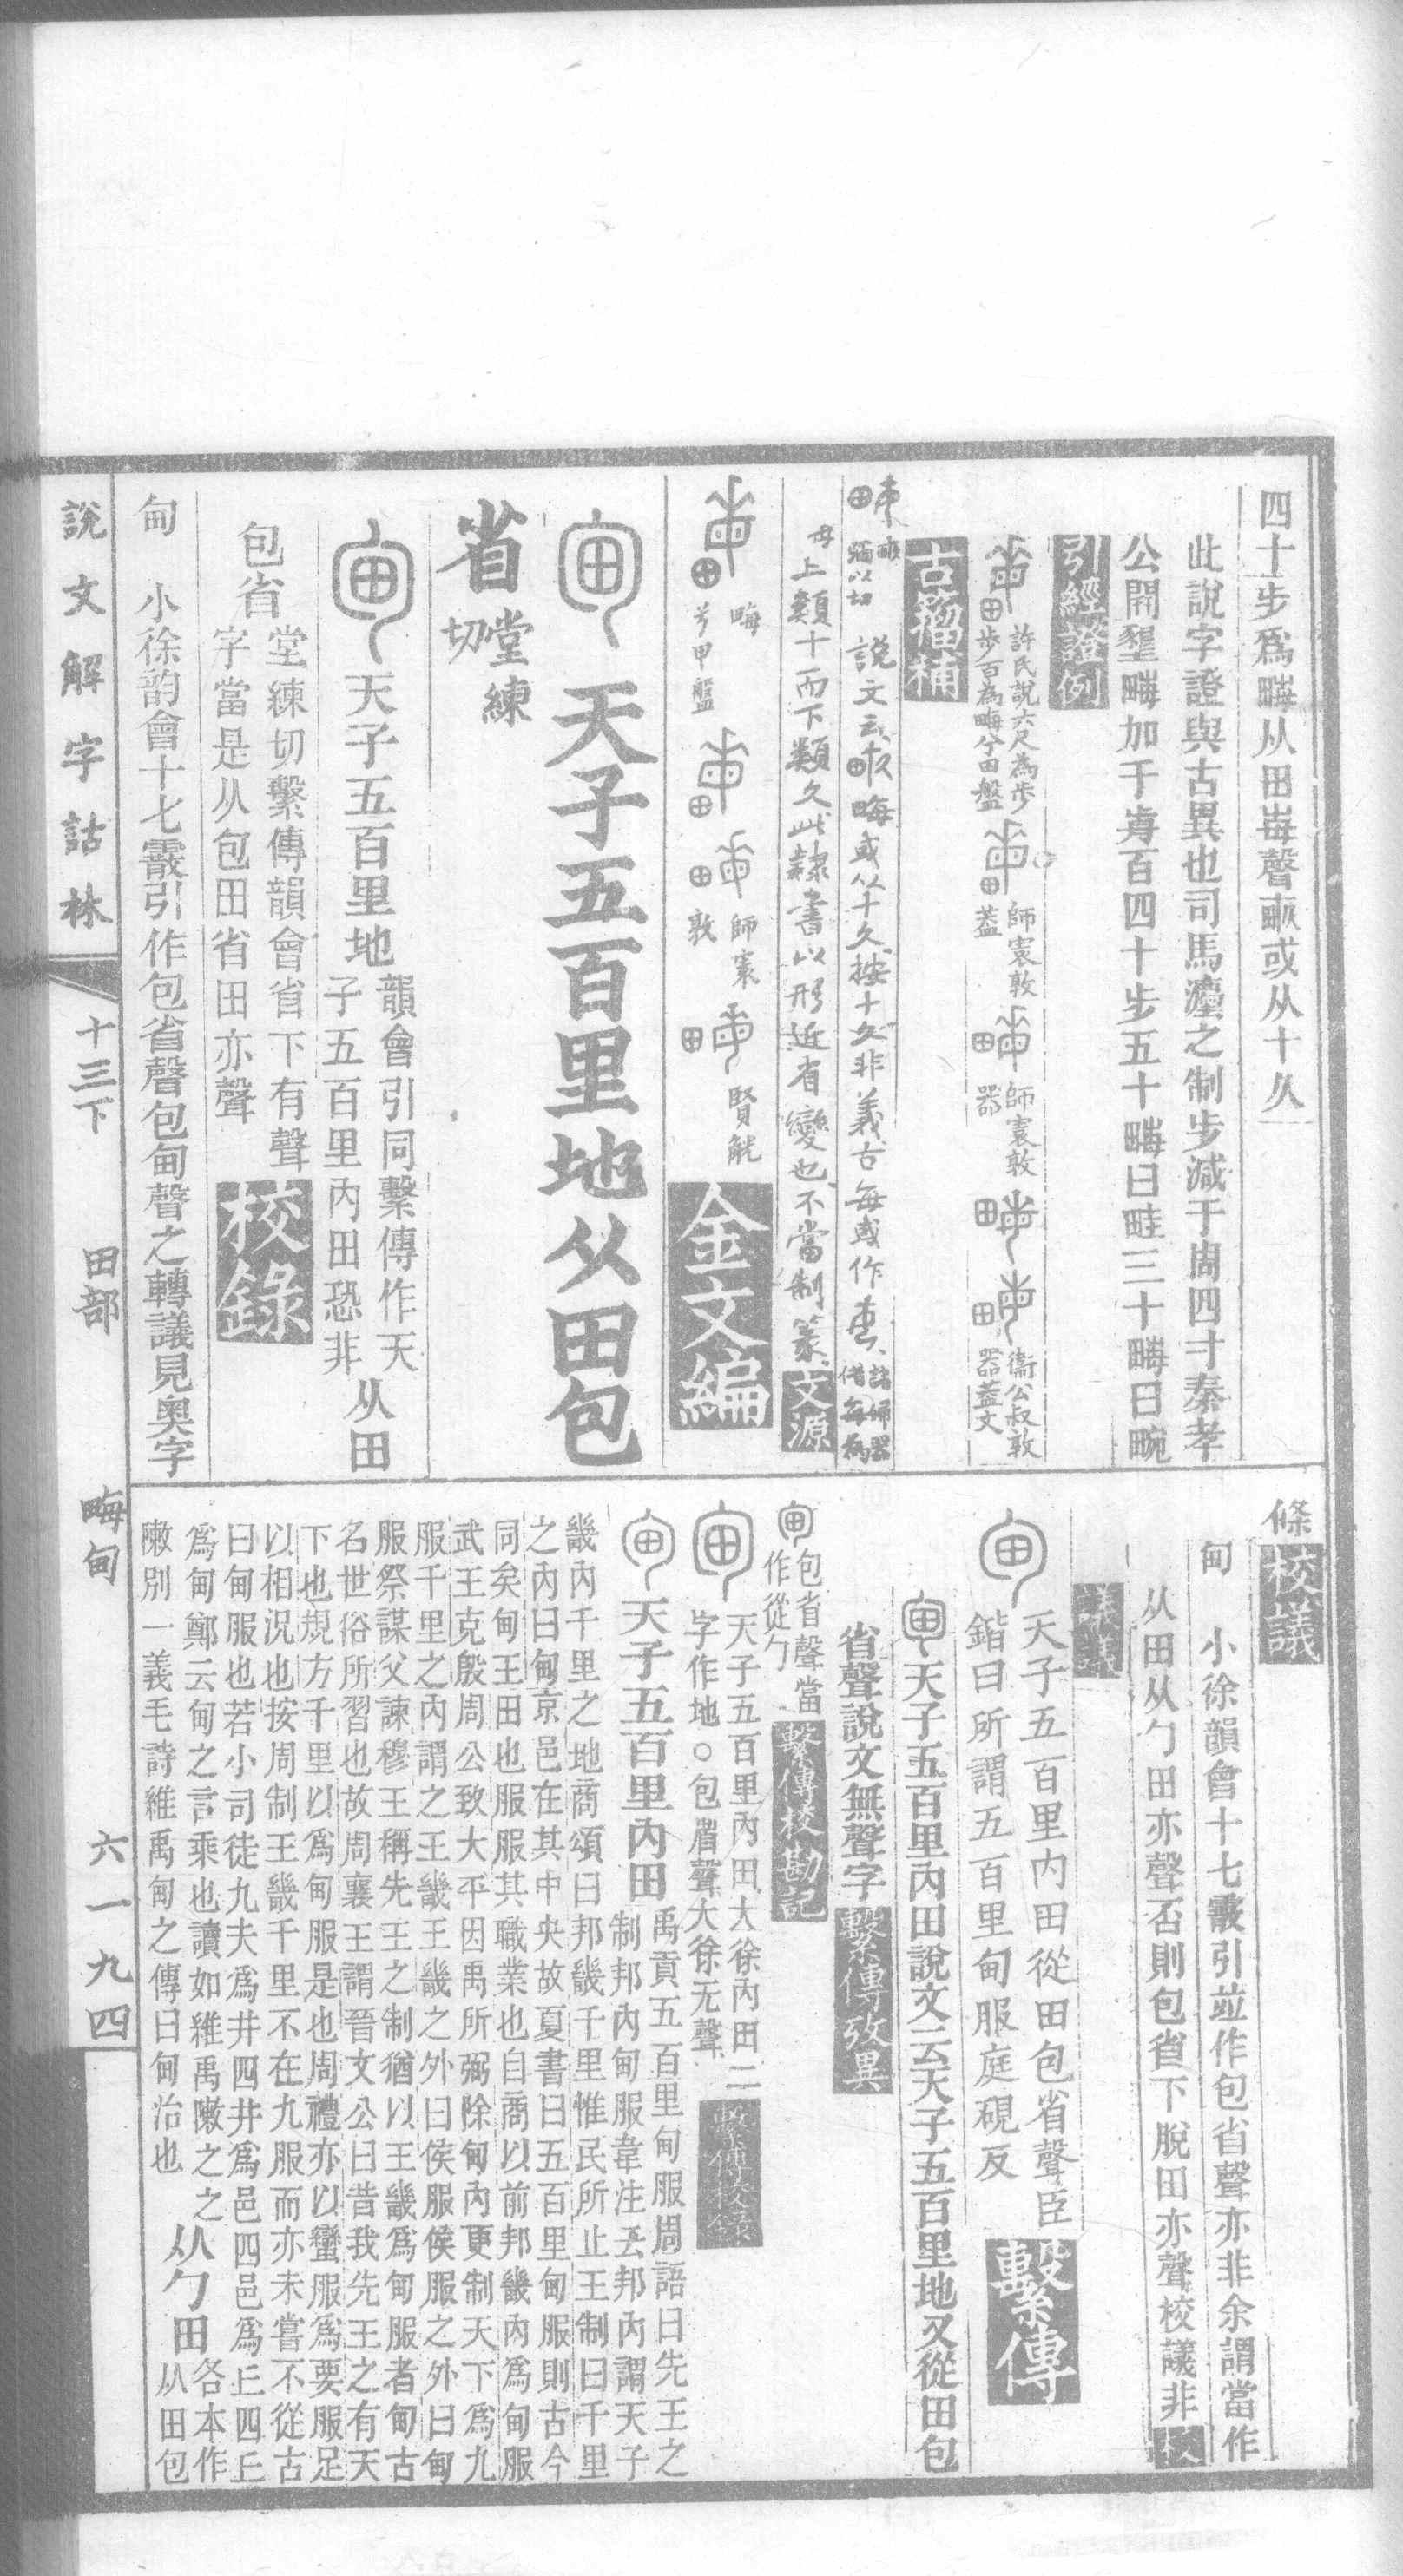 四十步爲畮从田每聲畞或从十久
此說字證與古異也司馬灋之制步減于周四寸秦孝
公開壟畮加于歬百四十步五十畮曰畦三十畮曰畹
引經證例
許氏說六尺為步
步百為畮兮田盤
師寰敦
蓋
師寰敦
器
衞公叔敦
器蓋文
古籀補
說文云畞畮或从十久按十久非義古每或作
諸婦器
借每為
母上類十而下類久此隸書以形近省變也不當制篆
文源
畮
兮甲盤
師寰
敦
賢觥
金文編
天子五百里地从田包
省
堂練
切
天子五百里地
韻會引同繫傳作天
子五百里內田恐非
从田
包省
堂練切繫傳韻會省下有聲
字當是从包田省田亦聲
校錄
甸 小徐韵會十七霰引作包省聲包甸聲之轉議見奥字
條
校議
甸 小徐韻會十七霰引竝作包省聲亦非余謂當作
从田从勹田亦聲否則包省下脫田亦聲校議非
校
議議
天子五百里內田從田包省聲臣
鍇曰所謂五百里甸服庭硯反
繫傳
天子五百里內田說文云天子五百里地又從田包
省聲說文無聲字
繫傳攷異
包省聲當
作從勹
繫傳校勘記
天子五百里內田大徐內田二
字作地○包省聲大徐无聲
繫傳校錄
天子五百里內田
禹貢五百里甸服周語曰先王之
制邦內甸服韋注云邦內謂天子
畿內千里之地商頌曰邦畿千里惟民所止王制曰千里
之內曰甸京邑在其中央故夏書曰五百里甸服則古今
同矣甸王田也服服其職業也自商以前邦畿內爲甸服
武王克殷周公致大平因禹所弼除甸內更制天下爲九
服千里之內謂之王畿王畿之外曰侯服侯服之外曰甸
服祭謀父諫穆王稱先王之制猶以王畿爲甸服者甸古
名世俗所習也故周襄王謂晉文公曰昔我先王之有天
下也規方千里以爲甸服是也周禮亦以蠻服爲要服足
以相況也按周制王畿千里不在九服而亦未嘗不從古
曰甸服也若小司徒九夫爲井四井爲邑四邑爲丘四丘
爲甸鄭云甸之言乘也讀如維禹敶之之
敶別一義毛詩維禹甸之傳曰甸治也
从勹田
各本作
从田包
說文解字詁林
十三下
田部
畮甸
六一九四